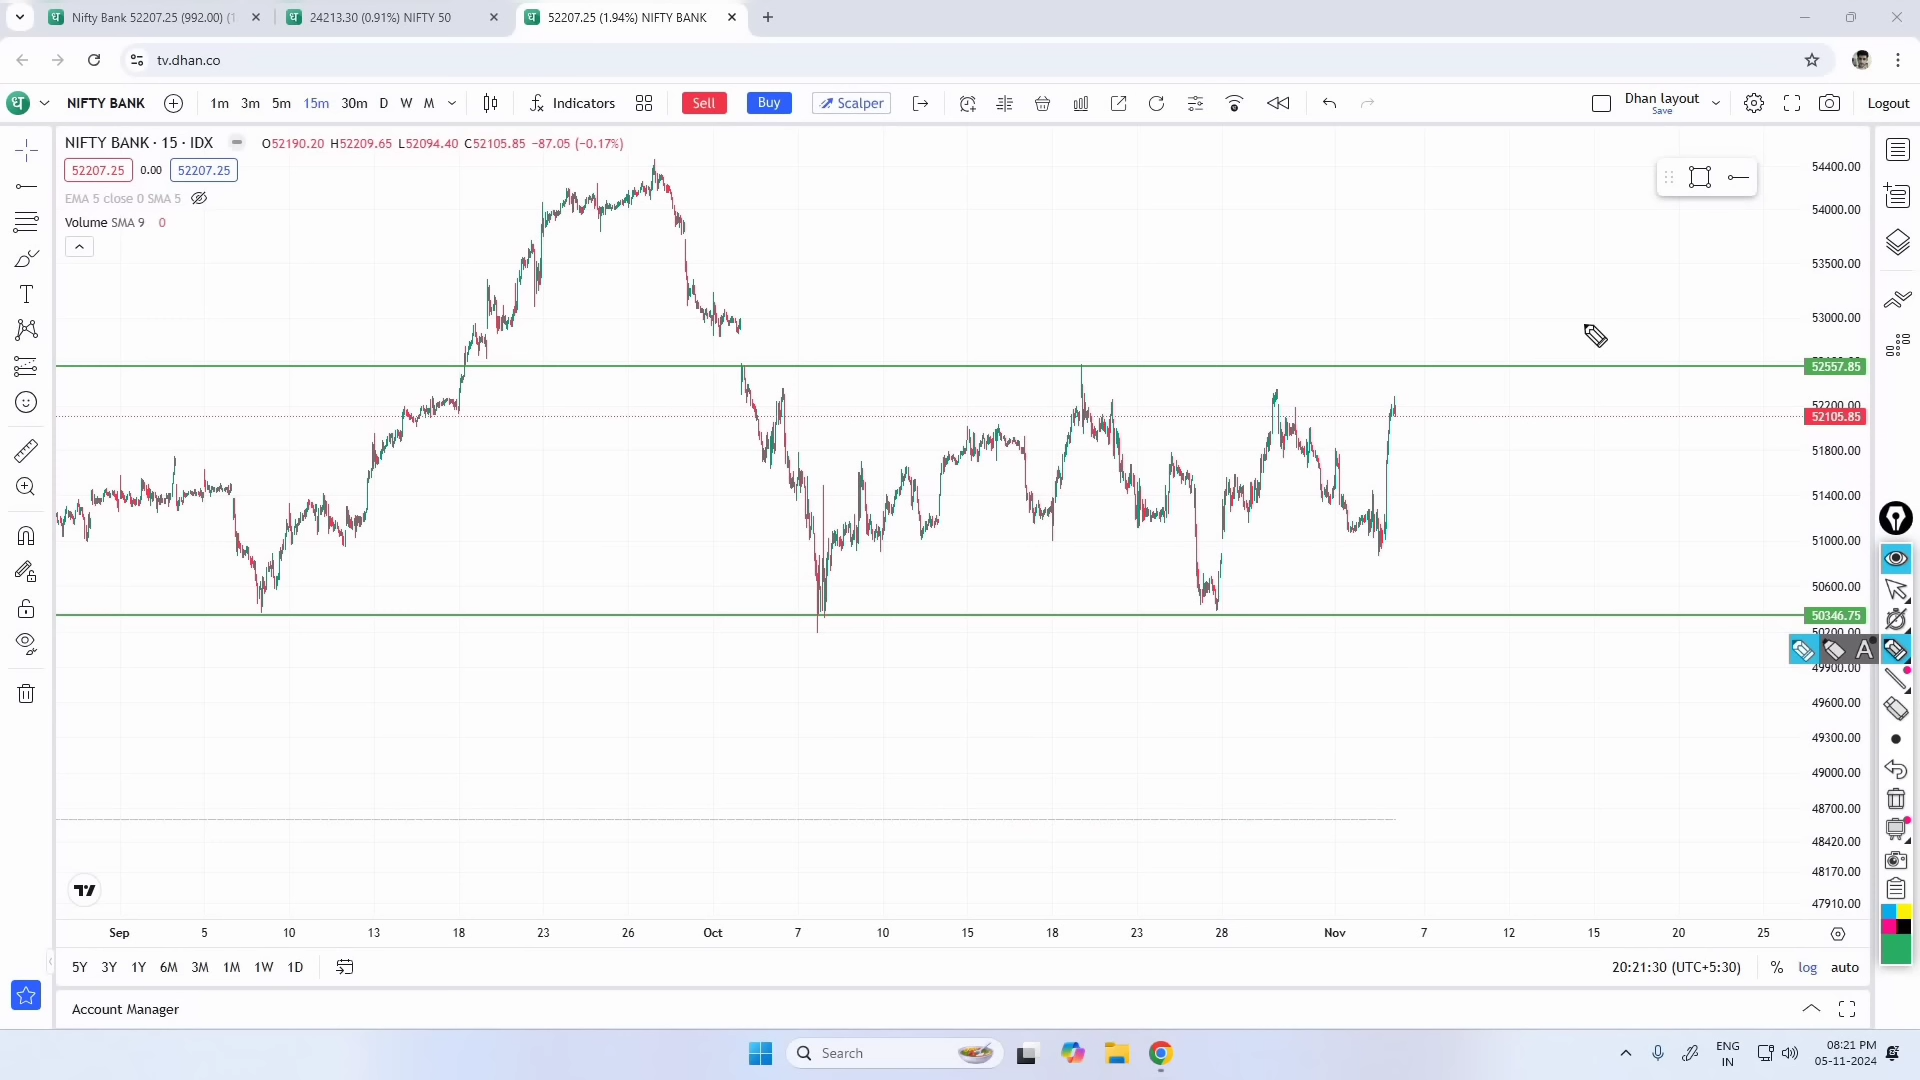 Nifty Bank 52207.25 (992.00) (1
24213.30 (0.91%) NIFTY 50
52207.25 (1.94%) NIFTY BANK
tv.dhan.co
ध NIFTY BANK 1m 3m 5m 15m 30m D W M Indicators Sell Buy Scalper Dhan layout Save Logout
NIFTY BANK · 15 · IDX O52190.20 H52209.65 L52094.40 C52105.85 −87.05 (−0.17%)
52207.25 0.00 52207.25
EMA 5 close 0 SMA 5
Volume SMA 9 0
54400.00
54000.00
53500.00
53000.00
52557.85
52200.00
52105.85
51800.00
51400.00
51000.00
50600.00
50346.75
50200.00
A
49900.00
49600.00
49300.00
49000.00
48700.00
48420.00
48170.00
47910.00
Sep 5 10 13 18 23 26 Oct 7 10 15 18 23 28 Nov 7 12 15 20 25
5Y 3Y 1Y 6M 3M 1M 1W 1D 20:21:30 (UTC+5:30) % log auto
Account Manager
Search
ENG
IN
08:21 PM
05-11-2024